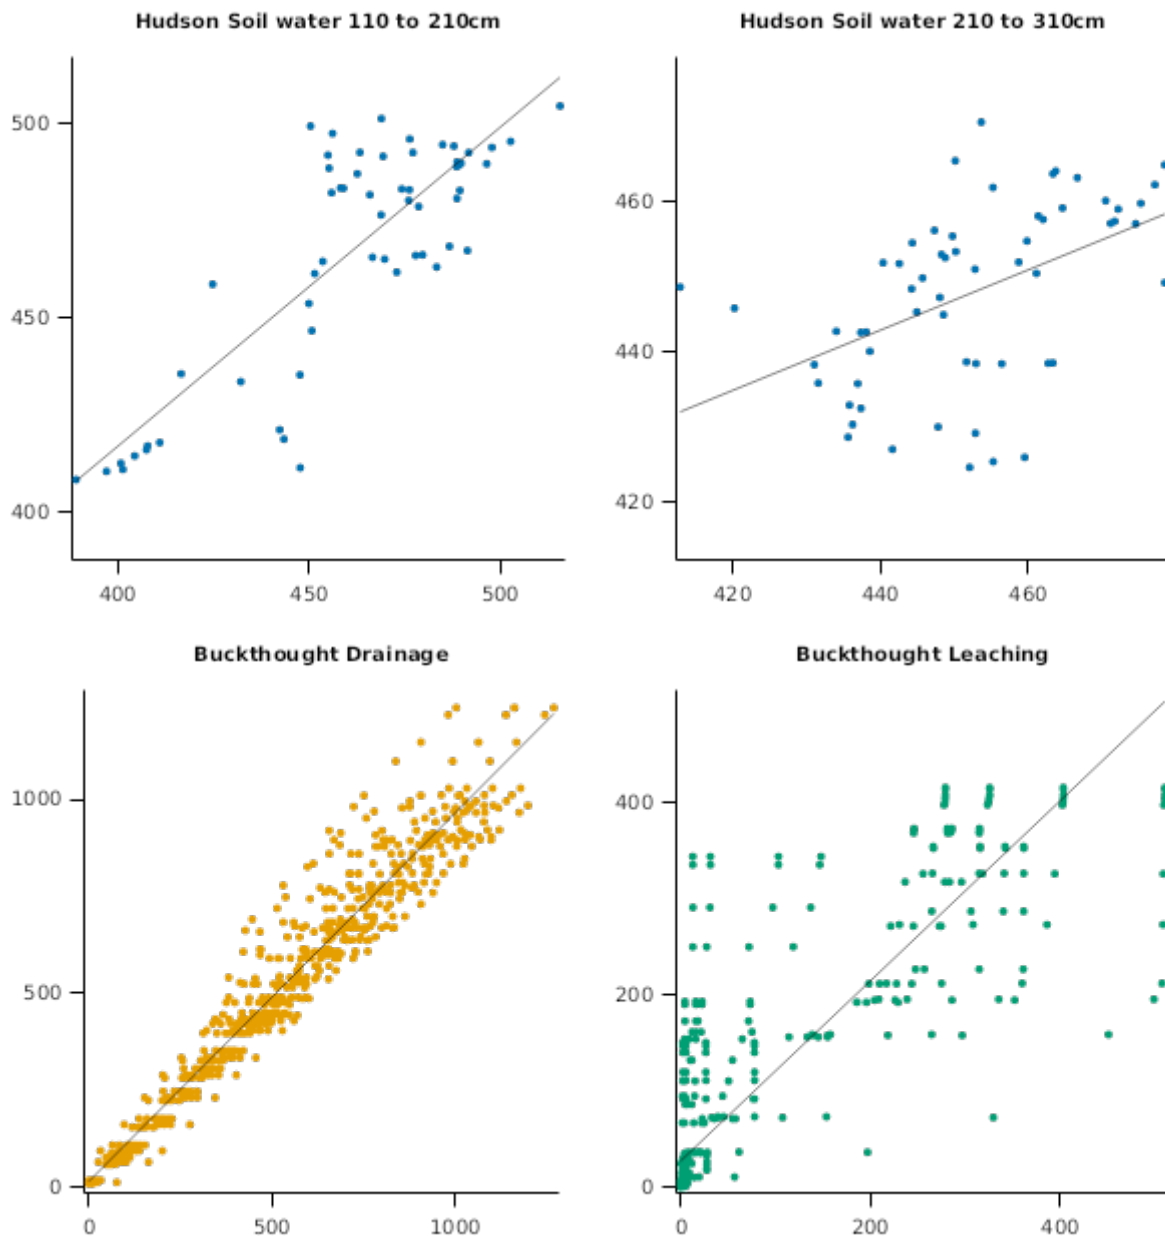 Hudson Soil water 110 to 210cm
500
450
400
400 450 500
Hudson Soil water 210 to 310cm
460
440
420
420 440 460
Buckthought Drainage
1000
500
0
0 500 1000
Buckthought Leaching
400
200
0
0 200 400